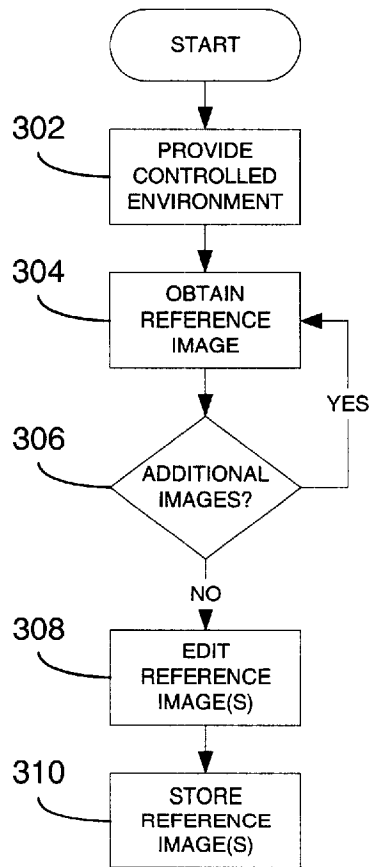 START
302
PROVIDE
CONTROLLED
ENVIRONMENT
304
OBTAIN
REFERENCE
IMAGE
YES
306
ADDITIONAL
IMAGES?
NO
308
EDIT
REFERENCE
IMAGE(S)
310
STORE
REFERENCE
IMAGE(S)